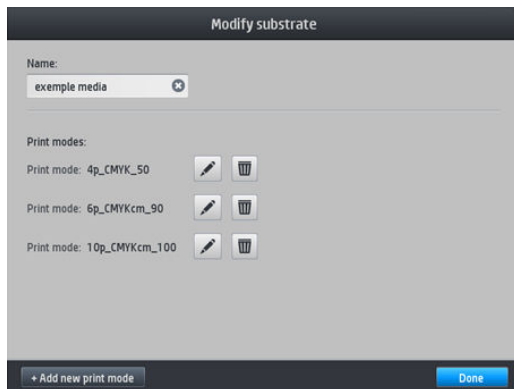 Modify substrate
Name:
exemple media
Print modes:
Print mode: 4p_CMYK_50
Print mode: 6p_CMYKcm_90
Print mode: 10p_CMYKcm_100
+ Add new print mode
Done